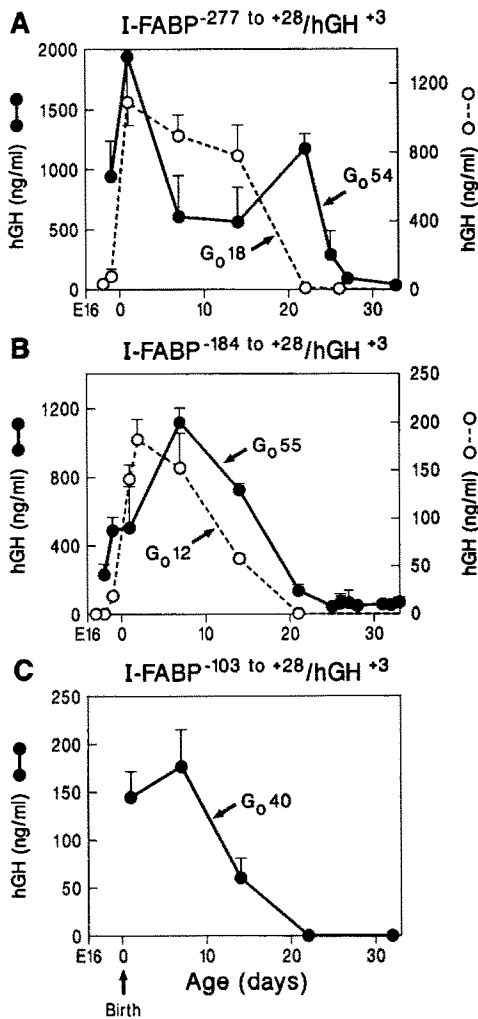 A
I-FABP-277 to +28/hGH +3
hGH (ng/ml)
2000
1500
1000
500
0
1200
800
400
0
hGH (ng/ml)
Go54
Go18
E16 0 10 20 30
B
I-FABP-184 to +28/hGH +3
hGH (ng/ml)
1200
800
400
0
250
200
150
100
50
0
hGH (ng/ml)
Go55
Go12
E16 0 10 20 30
C
I-FABP-103 to +28/hGH +3
hGH (ng/ml)
250
200
150
100
50
0
Go40
E16 0 10 20 30
Age (days)
Birth